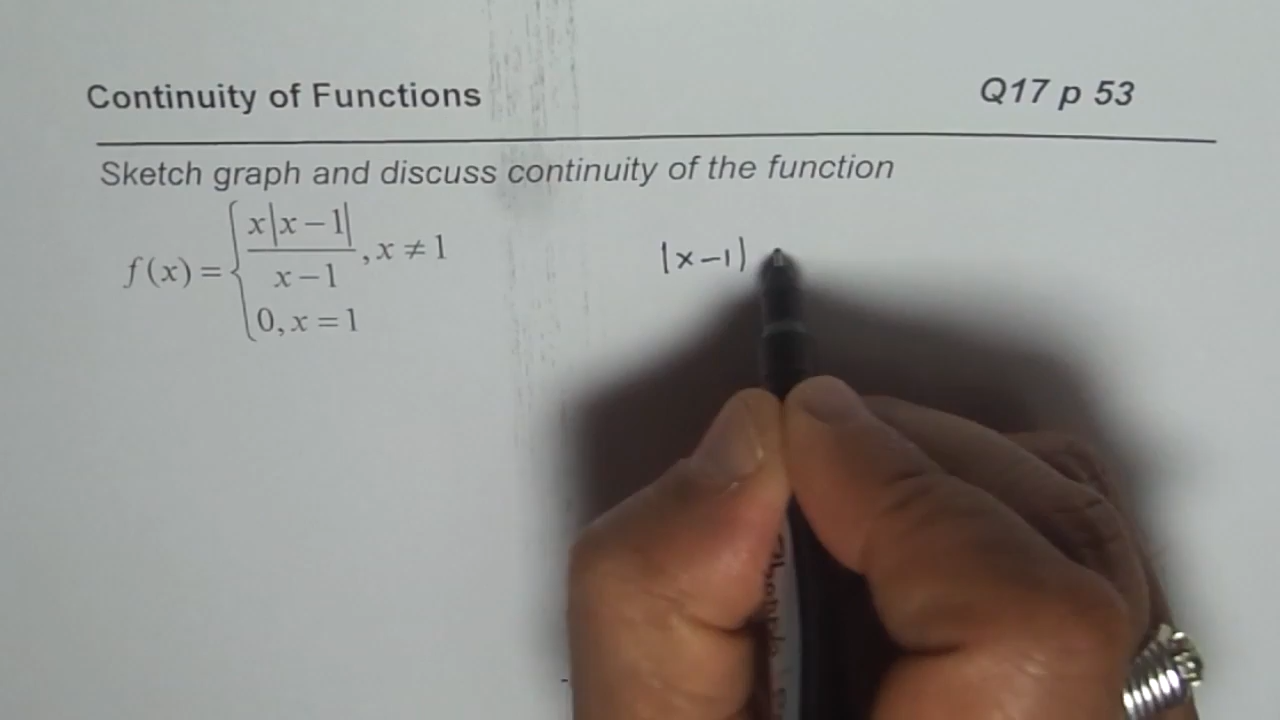 Continuity of Functions Q17 p 53
Sketch graph and discuss continuity of the function
f(x) = { x|x − 1| / x − 1 , x ≠ 1
0, x = 1
|x − 1|